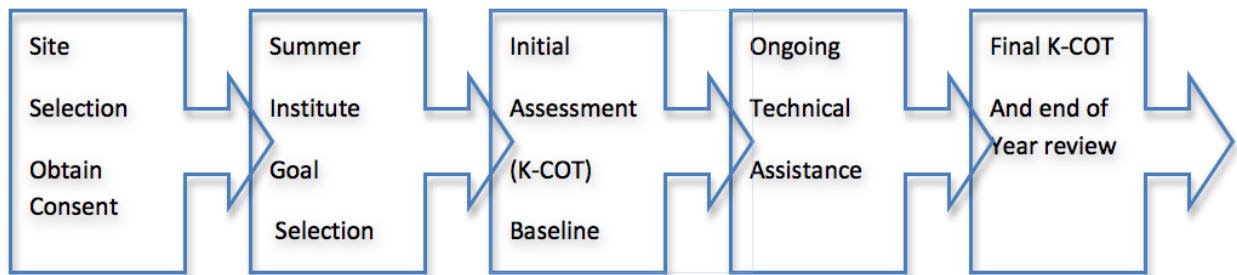 Site
Selection
Obtain
Consent
Summer
Institute
Goal
Selection
Initial
Assessment
(K-COT)
Baseline
Ongoing
Technical
Assistance
Final K-COT
And end of
Year review